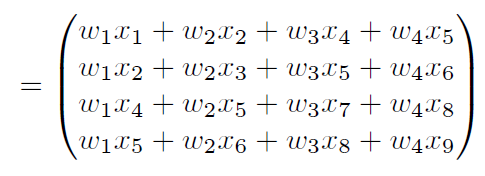 w₁x₁ + w₂x₂ + w₃x₄ + w₄x₅
w₁x₂ + w₂x₃ + w₃x₅ + w₄x₆
= w₁x₄ + w₂x₅ + w₃x₇ + w₄x₈
w₁x₅ + w₂x₆ + w₃x₈ + w₄x₉